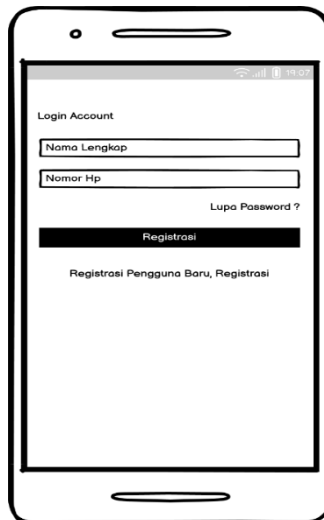 19:07
Login Account
Nama Lengkap
Nomor Hp
Lupa Password ?
Registrasi
Registrasi Pengguna Baru, Registrasi